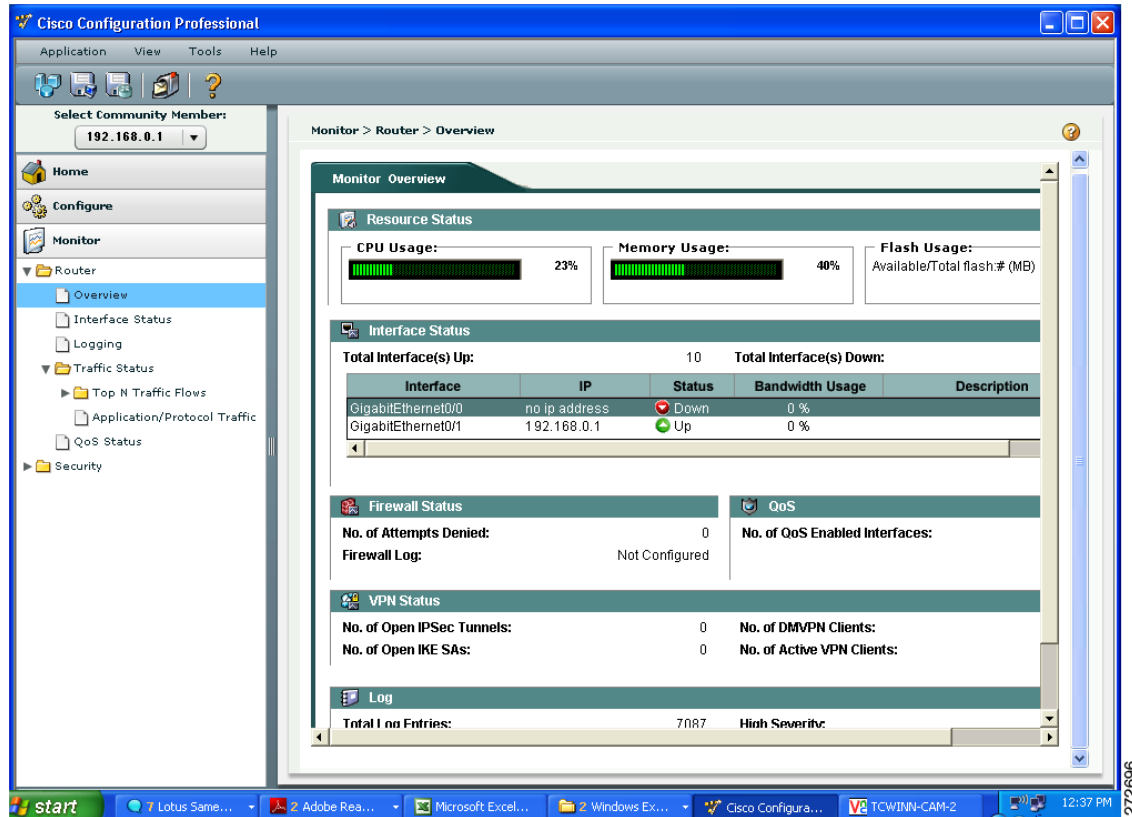 Cisco Configuration Professional
Application View Tools Help
Select Community Member:
192.168.0.1
Home
Configure
Monitor
Router
Overview
Interface Status
Logging
Traffic Status
Top N Traffic Flows
Application/Protocol Traffic
QoS Status
Security
Monitor > Router > Overview
Monitor Overview
Resource Status
CPU Usage: 23%
Memory Usage: 40%
Flash Usage:
Available/Total flash:# (MB)
Interface Status
Total Interface(s) Up: 10 Total Interface(s) Down:
Interface IP Status Bandwidth Usage Description
GigabitEthernet0/0 no ip address Down 0 %
GigabitEthernet0/1 192.168.0.1 Up 0 %
Firewall Status
No. of Attempts Denied: 0
Firewall Log: Not Configured
QoS
No. of QoS Enabled Interfaces:
VPN Status
No. of Open IPSec Tunnels: 0 No. of DMVPN Clients:
No. of Open IKE SAs: 0 No. of Active VPN Clients:
Log
Total Log Entries: 7087 High Severity:
start
7 Lotus Same...
2 Adobe Rea...
Microsoft Excel...
2 Windows Ex...
Cisco Configura...
TCWINN-CAM-2
12:37 PM
272696